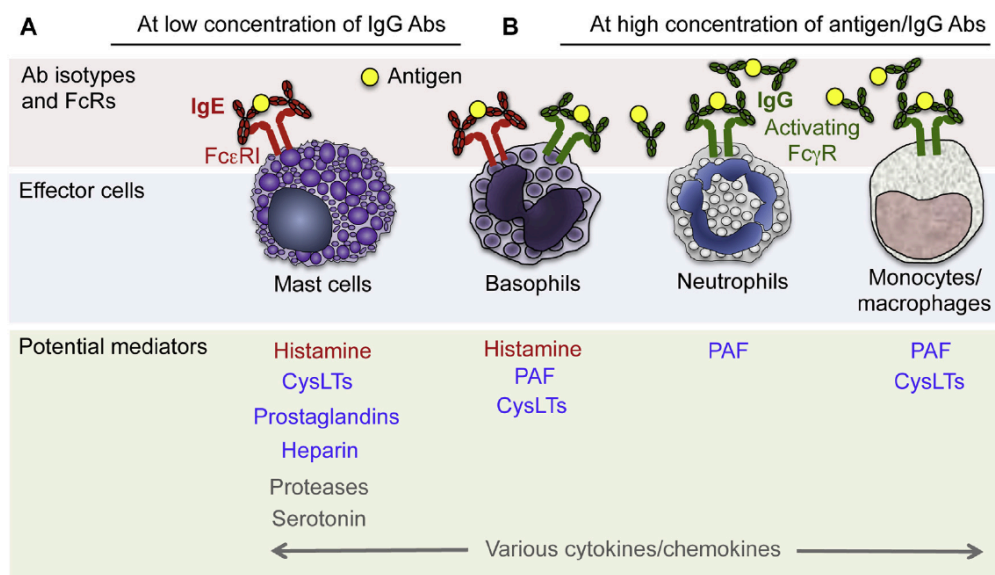 A
At low concentration of IgG Abs
B
At high concentration of antigen/IgG Abs
Ab isotypes
and FcRs
Antigen
IgE
FcεRI
IgG
Activating
FcγR
Effector cells
Mast cells
Basophils
Neutrophils
Monocytes/
macrophages
Potential mediators
Histamine
CysLTs
Prostaglandins
Heparin
Proteases
Serotonin
Histamine
PAF
CysLTs
PAF
PAF
CysLTs
Various cytokines/chemokines